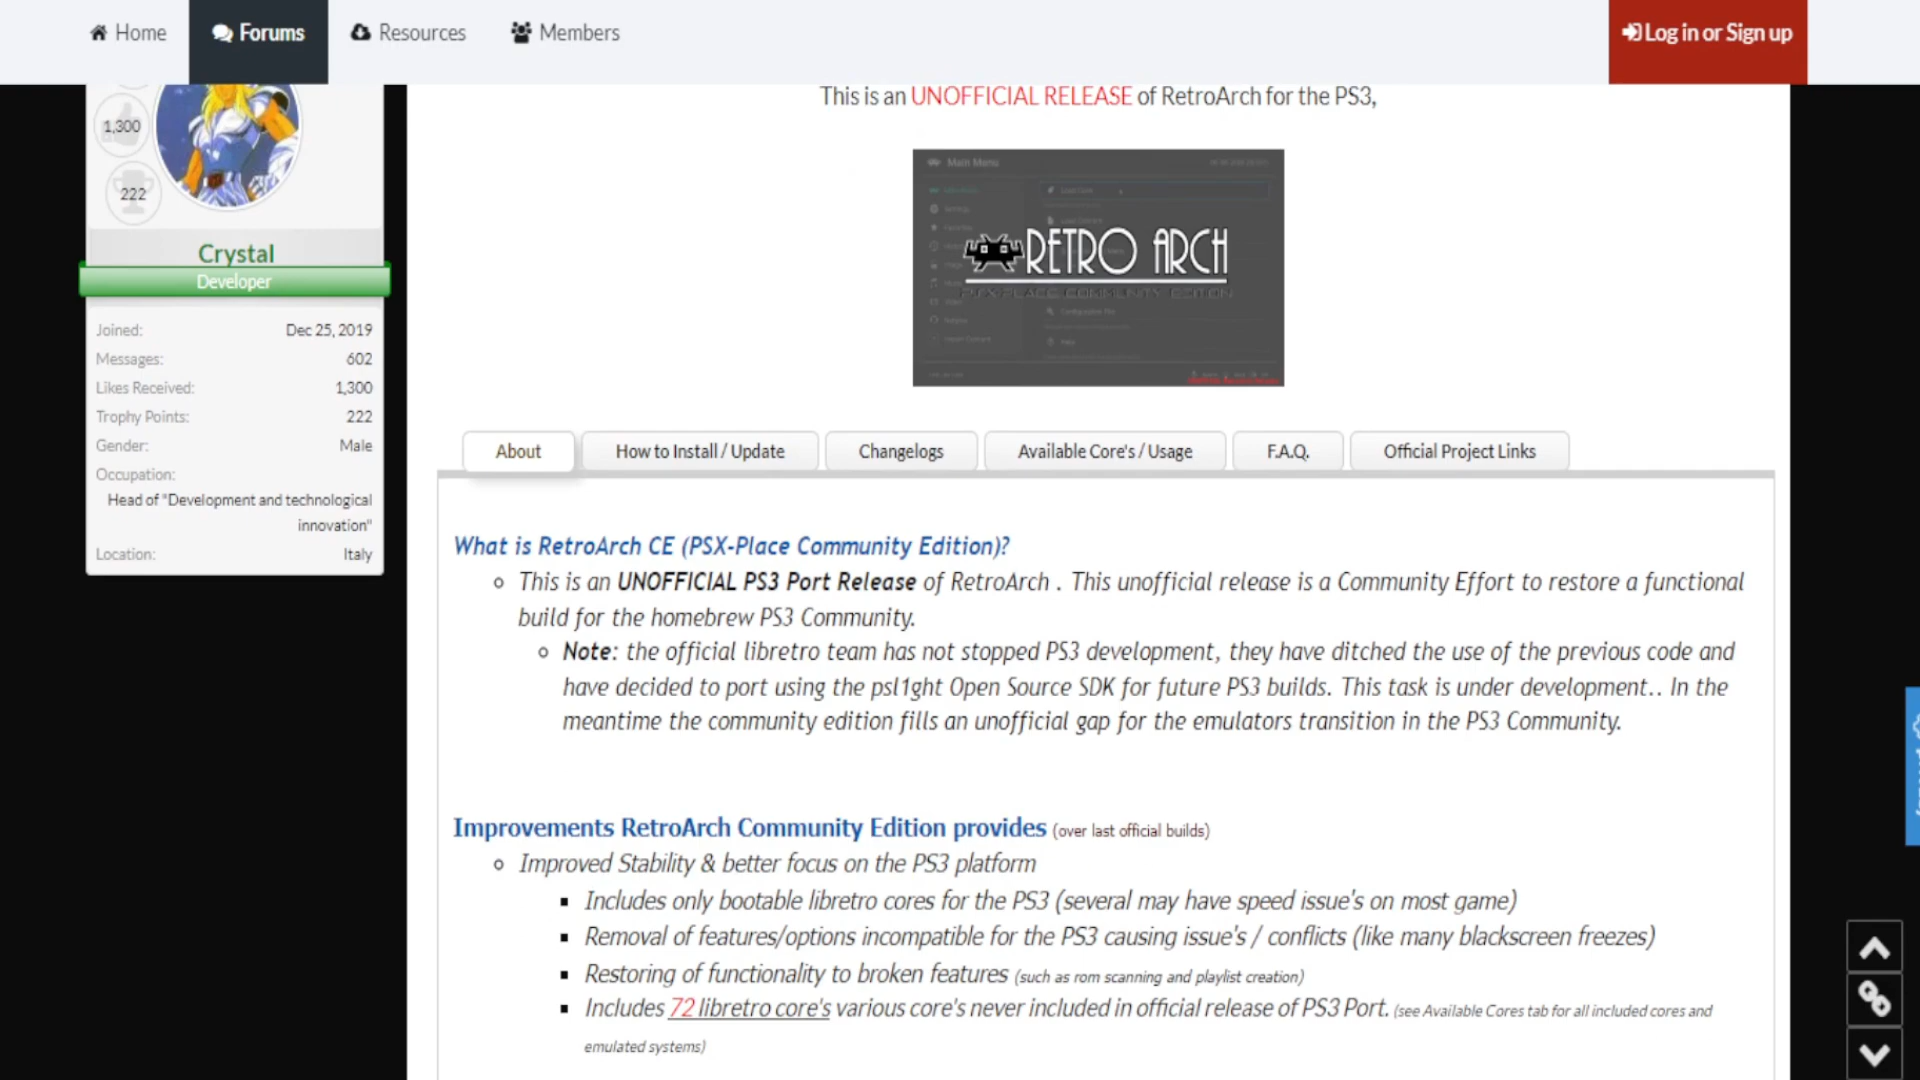 Home
Forums
Resources
Members
Log in or Sign up
1,300
222
Crystal
Developer
Joined: Dec 25, 2019
Messages: 602
Likes Received: 1,300
Trophy Points: 222
Gender: Male
Occupation:
Head of "Development and technological
innovation"
Location: Italy
This is an UNOFFICIAL RELEASE of RetroArch for the PS3,
Main Menu
RETRO ARCH
PSX-PLACE COMMUNITY EDITION
About
How to Install / Update
Changelogs
Available Core's / Usage
F.A.Q.
Official Project Links
What is RetroArch CE (PSX-Place Community Edition)?
This is an UNOFFICIAL PS3 Port Release of RetroArch . This unofficial release is a Community Effort to restore a functional
build for the homebrew PS3 Community.
Note: the official libretro team has not stopped PS3 development, they have ditched the use of the previous code and
have decided to port using the psl1ght Open Source SDK for future PS3 builds. This task is under development.. In the
meantime the community edition fills an unofficial gap for the emulators transition in the PS3 Community.
Improvements RetroArch Community Edition provides (over last official builds)
Improved Stability & better focus on the PS3 platform
Includes only bootable libretro cores for the PS3 (several may have speed issue's on most game)
Removal of features/options incompatible for the PS3 causing issue's / conflicts (like many blackscreen freezes)
Restoring of functionality to broken features (such as rom scanning and playlist creation)
Includes 72 libretro core's various core's never included in official release of PS3 Port. (see Available Cores tab for all included cores and
emulated systems)